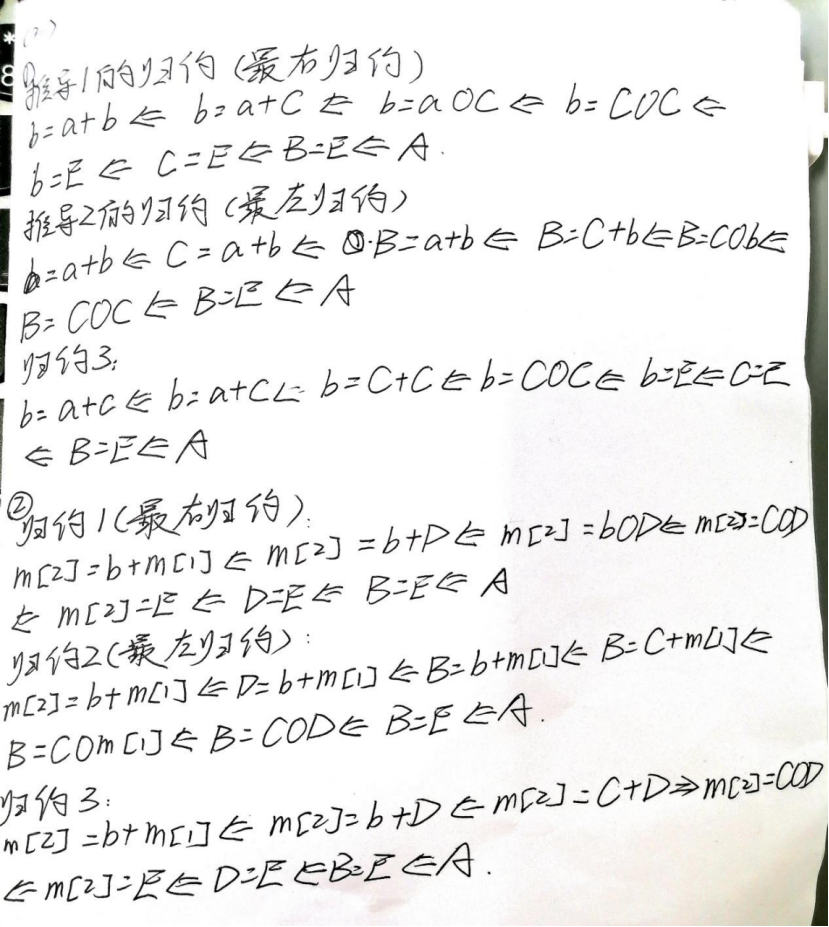 (2)
①推导1的归约(最右归约)
b=a+b ⇐ b=a+C ⇐ b=aOC ⇐ b=COC ⇐
b=E ⇐ C=E⇐B=E⇐A.
推导2的归约(最左归约)
b=a+b⇐C=a+b⇐ ①.B=a+b⇐ B=C+b⇐B=COb⇐
B=COC⇐B=E⇐A
归约3:
b=a+c⇐b=a+C⇐ b=C+C⇐b=COC⇐ b=E⇐C=E
⇐B=E⇐A
②归约1(最右归约):
m[2]=b+m[1]⇐m[2]=b+D⇐m[2]=bOD⇐m[2]=COD
⇐m[2]=E⇐D=E⇐B=E⇐A
归约2(最左归约):
m[2]=b+m[1]⇐D=b+m[1]⇐B=b+m[1]⇐B=C+m[1]⇐
B=COm[1]⇐B=COD⇐B=E⇐A.
归约3:
m[2]=b+m[1]⇐m[2]=b+D⇐m[2]=C+D⇒m[2]=COD
⇐m[2]=E⇐D=E⇐B=E⇐A.